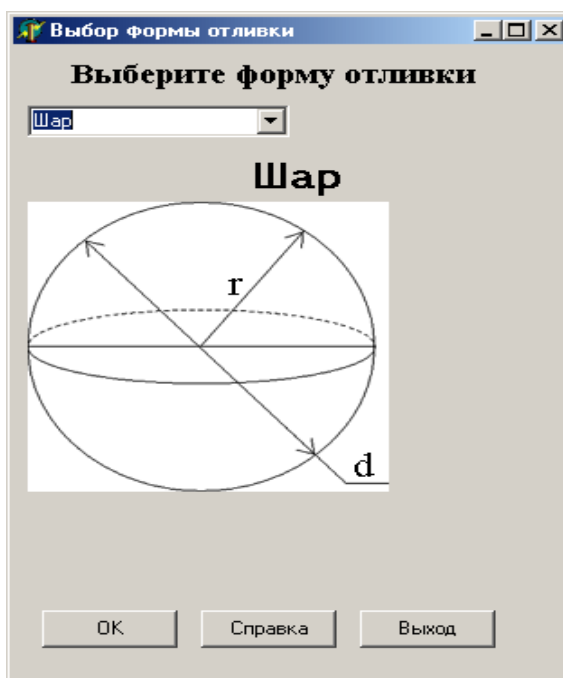 Выбор формы отливки
Выберите форму отливки
Шар
Шар
r
d
OK Справка Выход